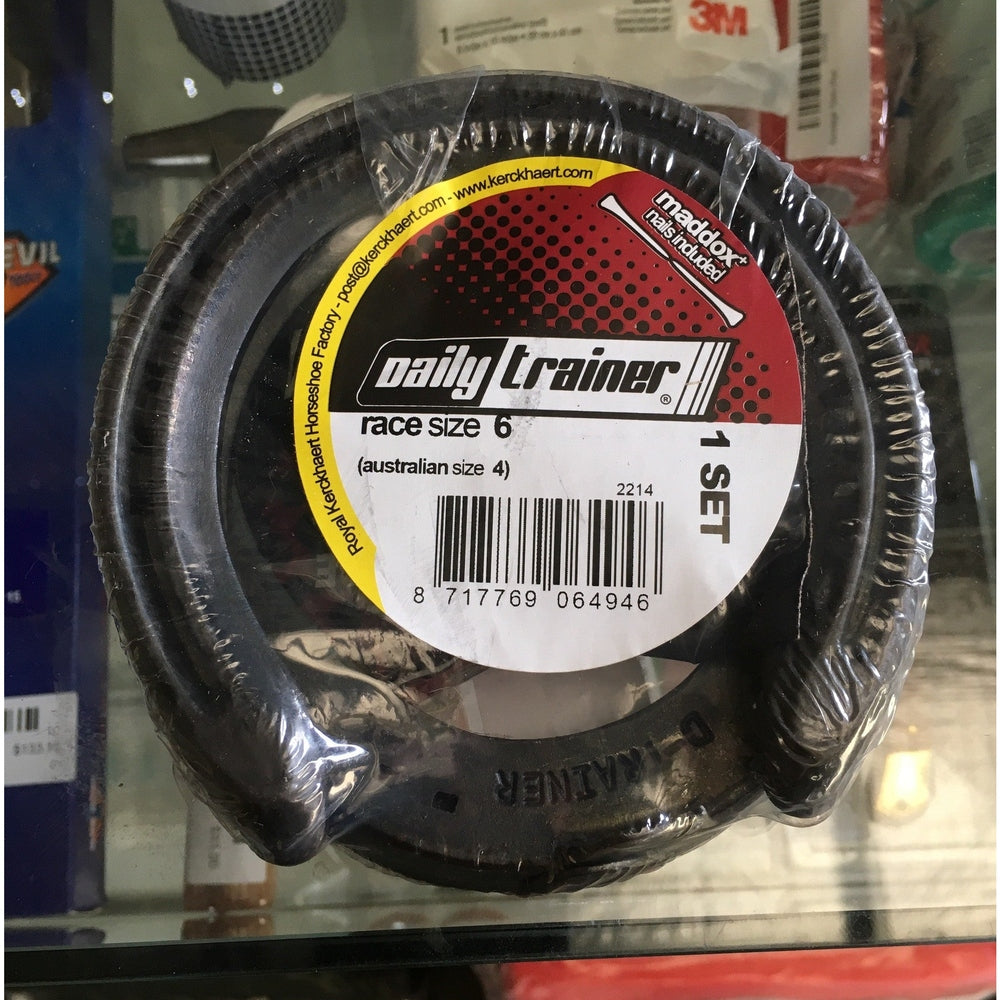 3M
EVIL
Royal Kerckhaert Horseshoe Factory - post@kerckhaert.com - www.kerckhaert.com
maddox+
nails included
Daily trainer®
race size 6
(australian size 4)
1 SET
2214
8 717769 064946
D-TRAINER